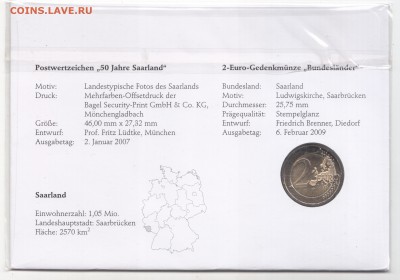 COINS.ЛАВЕ.RU
Postwertzeichen „50 Jahre Saarland“
Motiv: Landestypische Fotos des Saarlands
Druck: Mehrfarben-Offsetdruck der
Bagel Security-Print GmbH & Co. KG,
Mönchengladbach
Größe: 46,00 mm x 27,32 mm
Entwurf: Prof. Fritz Lüdtke, München
Ausgabetag: 2. Januar 2007
2-Euro-Gedenkmünze „Bundesländer“
Bundesland: Saarland
Motiv: Ludwigskirche, Saarbrücken
Durchmesser: 25,75 mm
Prägequalität: Stempelglanz
Entwurf: Friedrich Brenner, Diedorf
Ausgabetag: 6. Februar 2009
2
Saarland
Einwohnerzahl: 1,05 Mio.
Landeshauptstadt: Saarbrücken
Fläche: 2570 km²